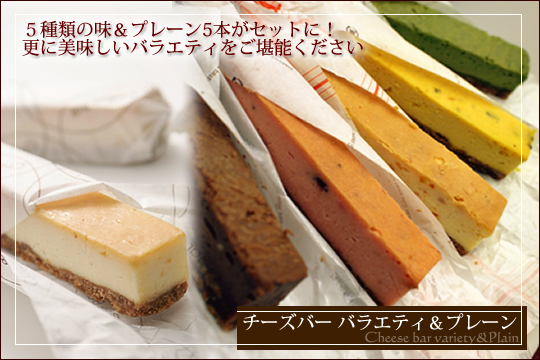 ５種類の味＆プレーン5本がセットに！
更に美味しいバラエティをご堪能ください
チーズバー バラエティ＆プレーン
Cheese bar variety&Plain